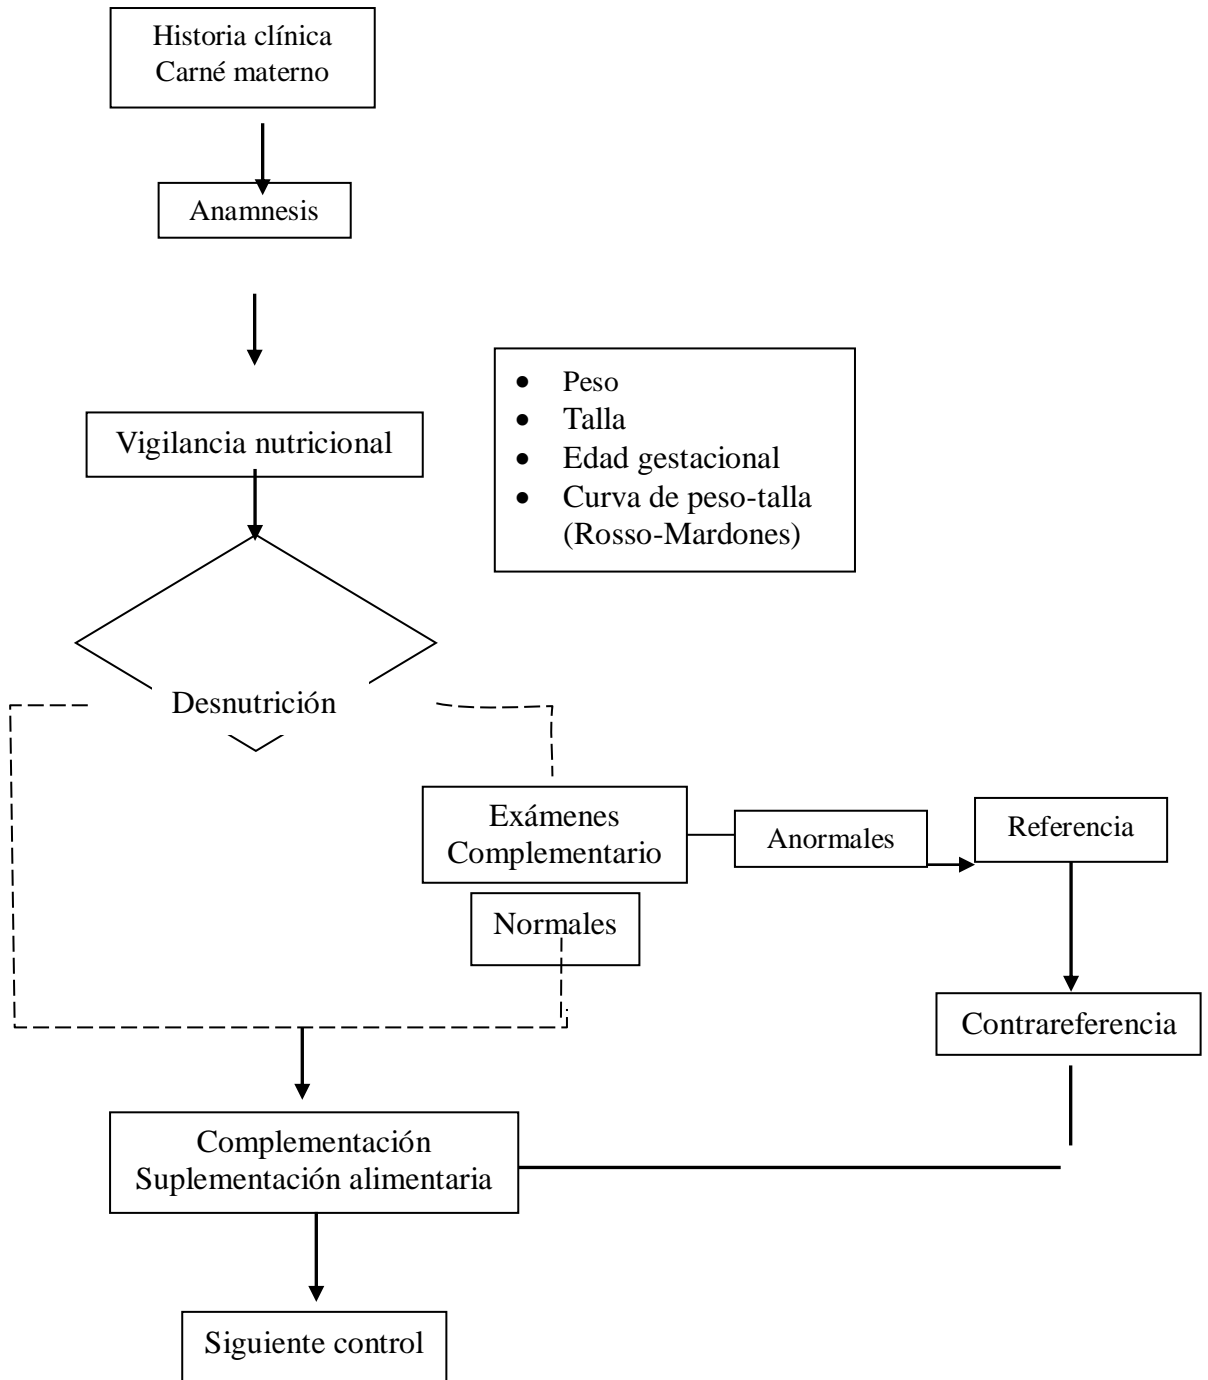 Historia clínica
Carné materno
Anamnesis
Vigilancia nutricional
• Peso
• Talla
• Edad gestacional
• Curva de peso-talla
(Rosso-Mardones)
Desnutrición
Exámenes
Complementario
Anormales
Referencia
Normales
Contrareferencia
Complementación
Suplementación alimentaria
Siguiente control